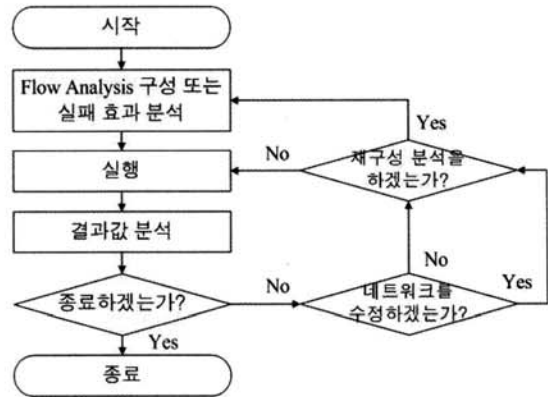 시작
Flow Analysis 구성 또는
실패 효과 분석
실행
결과값 분석
종료하겠는가?
Yes
종료
No
네트워크를
수정하겠는가?
No
Yes
재구성 분석을
하겠는가?
No
Yes